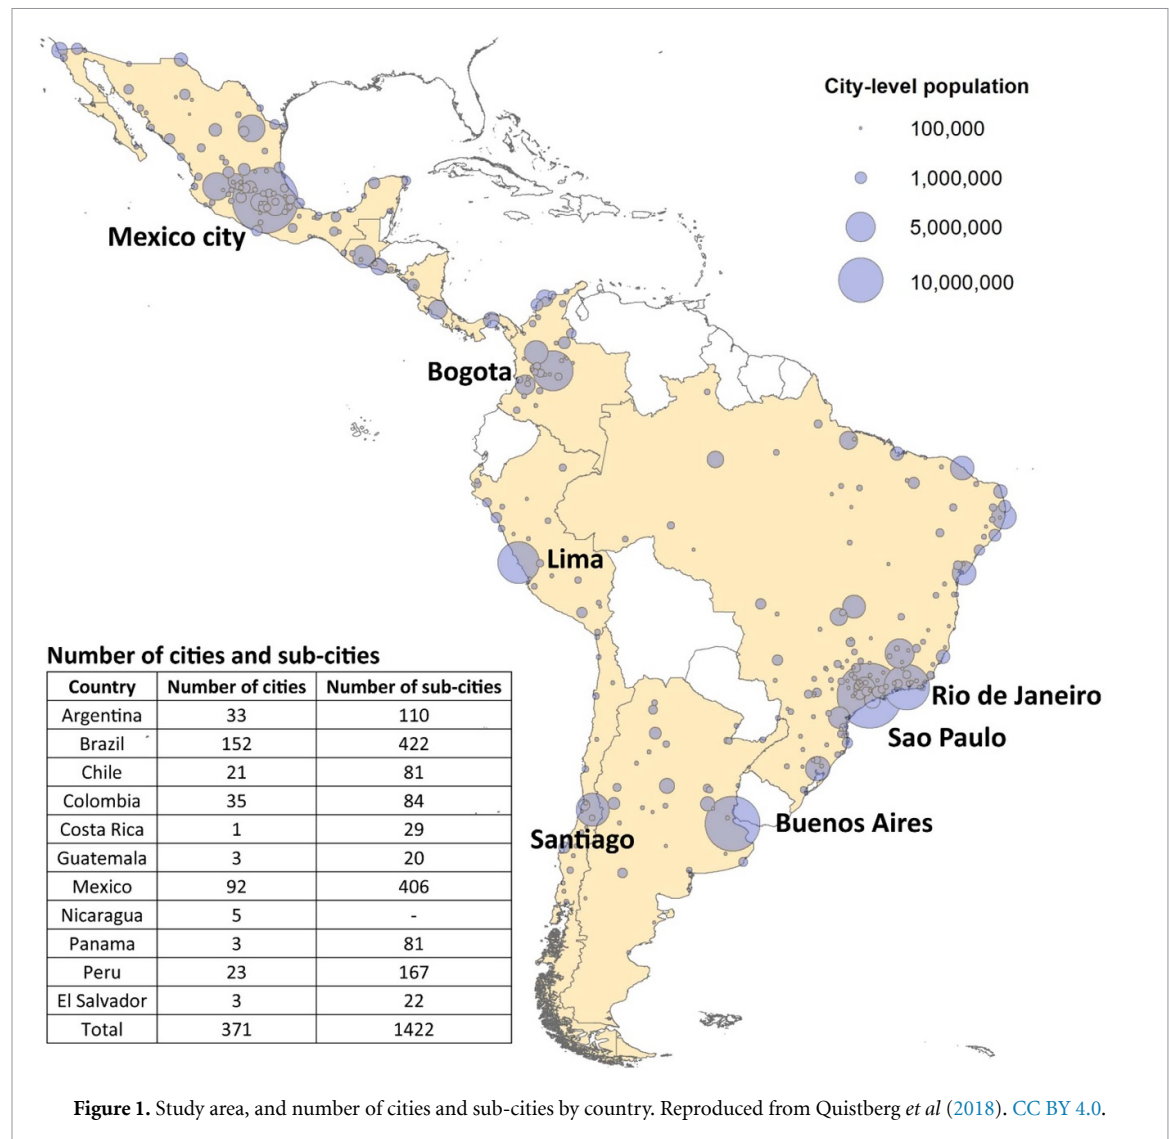 City-level population
100,000
1,000,000
5,000,000
10,000,000
Mexico city
Bogota
Lima
Rio de Janeiro
Sao Paulo
Buenos Aires
Santiago
Number of cities and sub-cities
Country Number of cities Number of sub-cities
Argentina 33 110
Brazil 152 422
Chile 21 81
Colombia 35 84
Costa Rica 1 29
Guatemala 3 20
Mexico 92 406
Nicaragua 5 -
Panama 3 81
Peru 23 167
El Salvador 3 22
Total 371 1422
Figure 1. Study area, and number of cities and sub-cities by country. Reproduced from Quistberg et al (2018). CC BY 4.0.